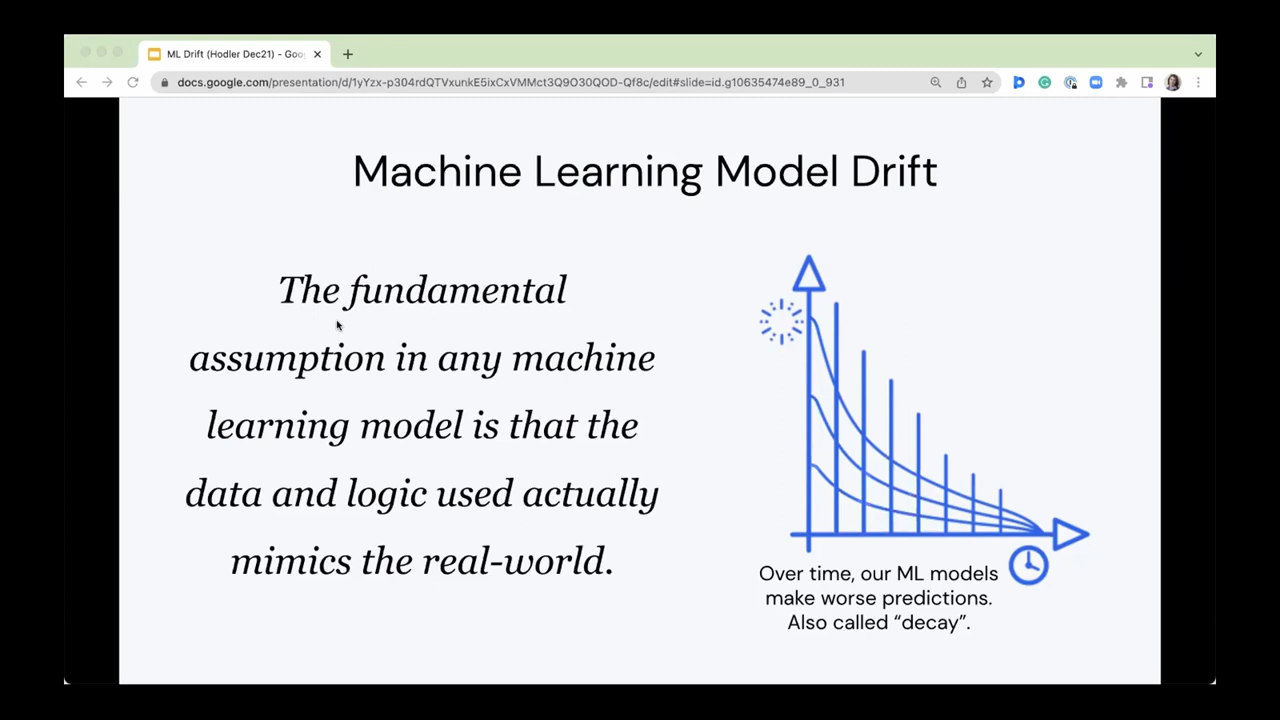 ML Drift (Hodler Dec21) - Goo
docs.google.com/presentation/d/1yYzx-p304rdQTVxunkE5ixCxVMMct3Q9O30QOD-Qf8c/edit#slide=id.g10635474e89_0_931
Machine Learning Model Drift
The fundamental
assumption in any machine
learning model is that the
data and logic used actually
mimics the real-world.
Over time, our ML models
make worse predictions.
Also called “decay”.